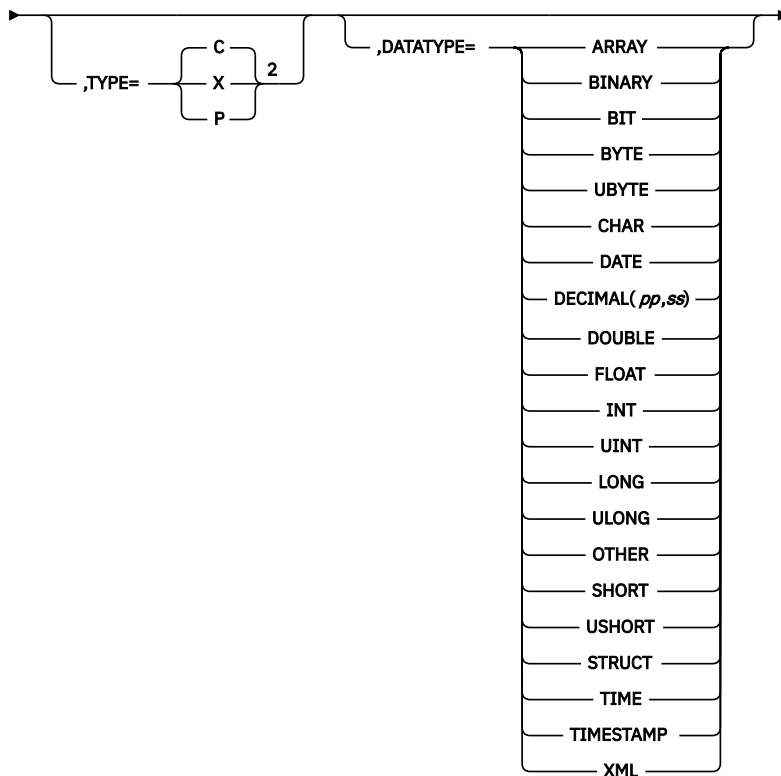 ,TYPE=
C
X
P
2
,DATATYPE=
ARRAY
BINARY
BIT
BYTE
UBYTE
CHAR
DATE
DECIMAL(pp,ss)
DOUBLE
FLOAT
INT
UINT
LONG
ULONG
OTHER
SHORT
USHORT
STRUCT
TIME
TIMESTAMP
XML